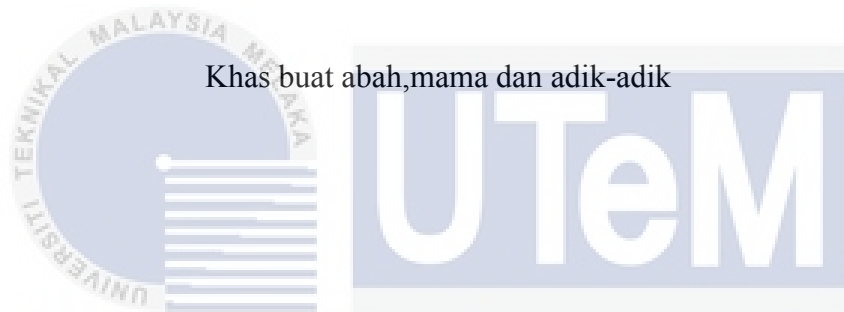 UNIVERSITI TEKNIKAL MALAYSIA MELAKA
Khas buat abah,mama dan adik-adik
UTeM